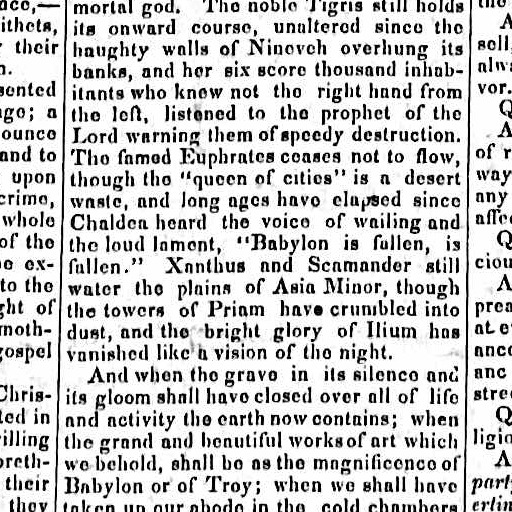 ace,—
ithets,
their
n.
sented
age; a
ounce
and to
upon
crime,
whole
of the
ex-
to the
ght of
moth-
gospel
Chris-
ted in
illing
oreth-
their
they
mortal god. The noble Tigris still holds
its onward course, unaltered since the
haughty walls of Nineveh overhung its
banks, and her six score thousand inhab-
itants who knew not the right hand from
the left, listened to the prophet of the
Lord warning them of speedy destruction.
The famed Euphrates ceases not to flow,
though the "queen of cities" is a desert
waste, and long ages have elapsed since
Chaldea heard the voice of wailing and
the loud lament, "Babylon is fallen, is
fallen." Xanthus and Scamander still
water the plains of Asia Minor, though
the towers of Priam have crumbled into
dust, and the bright glory of Ilium has
vanished like a vision of the night.
And when the grave in its silence and
its gloom shall have closed over all of life
and activity the earth now contains; when
the grand and beautiful works of art which
we behold, shall be as the magnificence of
Babylon or of Troy; when we shall have
taken up our abode in the cold chambers
the
A
sell,
alwa
vor.
Q
A
of r
way
any
affec
Q
ciou
A
prea
at e
ance
anc
stree
Q
ligio
A
party
ertin